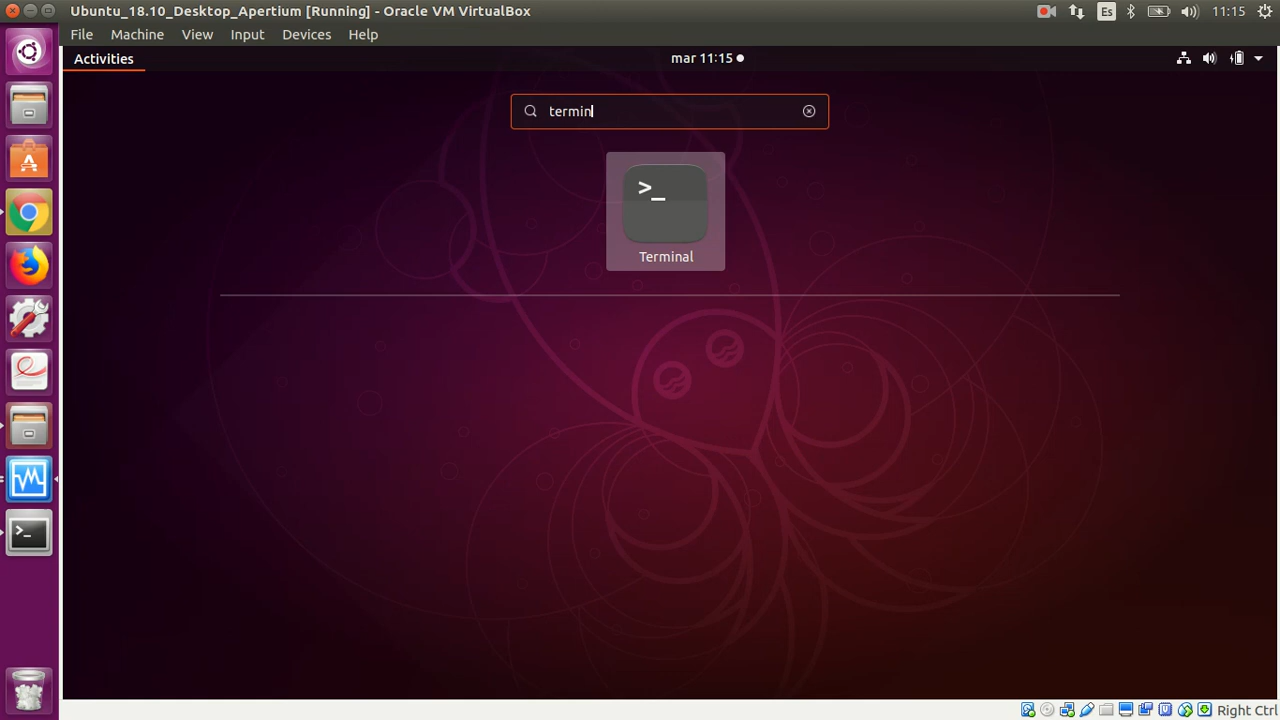 Ubuntu_18.10_Desktop_Apertium [Running] - Oracle VM VirtualBox
Es
11:15
File Machine View Input Devices Help
Activities
mar 11:15
termin
>_
Terminal
>_
Right Ctrl